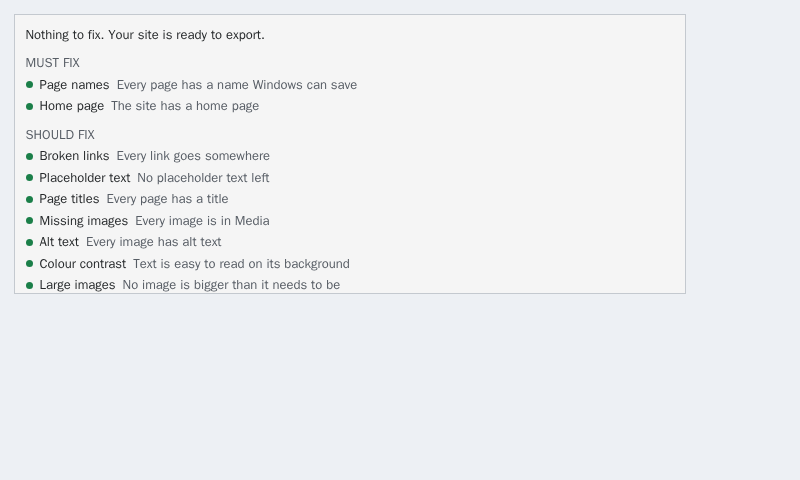 Nothing to fix. Your site is ready to export.
MUST FIX
Page names Every page has a name Windows can save
Home page The site has a home page
SHOULD FIX
Broken links Every link goes somewhere
Placeholder text No placeholder text left
Page titles Every page has a title
Missing images Every image is in Media
Alt text Every image has alt text
Colour contrast Text is easy to read on its background
Large images No image is bigger than it needs to be